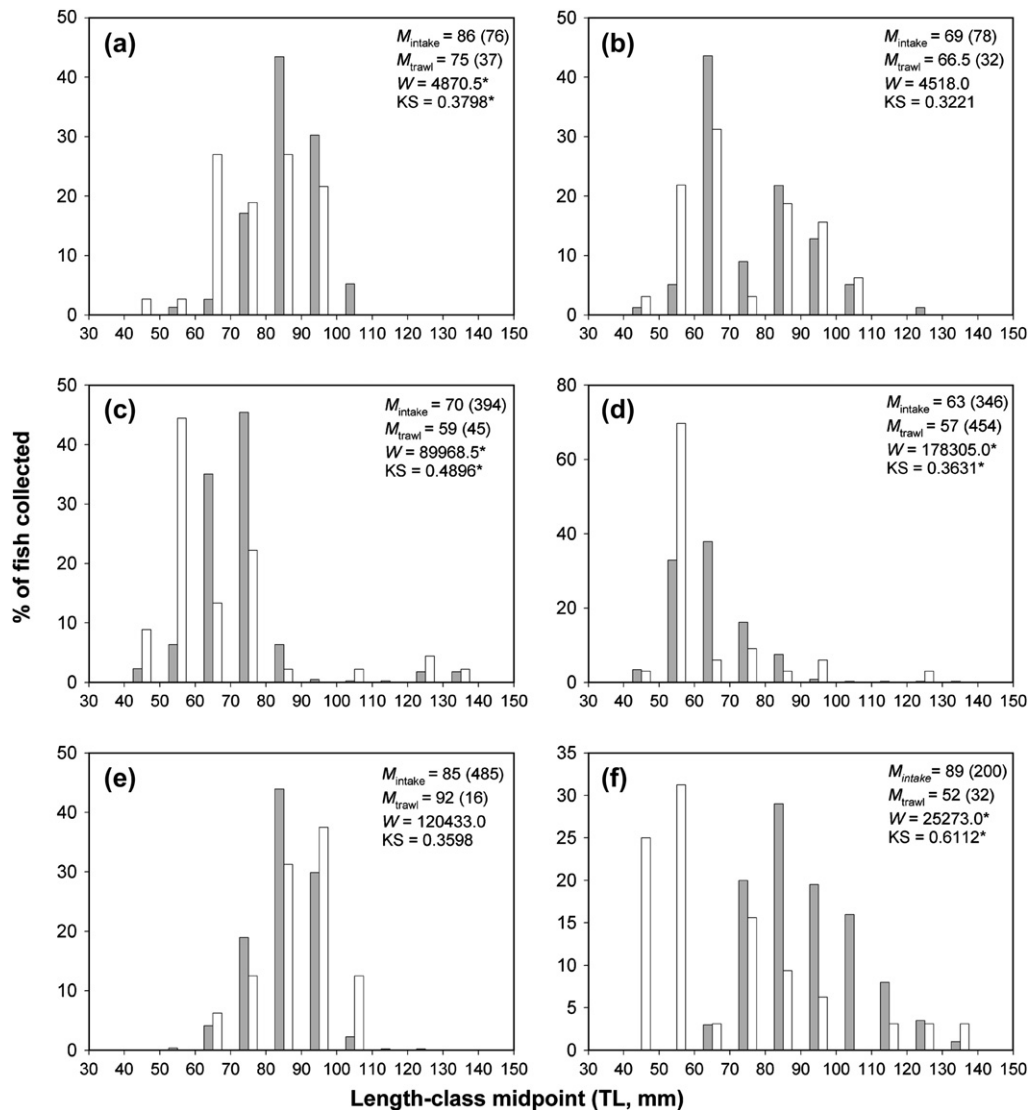 50
40
30
20
10
0
(a)
M_intake = 86 (76)
M_trawl = 75 (37)
W = 4870.5*
KS = 0.3798*
30 40 50 60 70 80 90 100 110 120 130 140 150
50
40
30
20
10
0
(b)
M_intake = 69 (78)
M_trawl = 66.5 (32)
W = 4518.0
KS = 0.3221
30 40 50 60 70 80 90 100 110 120 130 140 150
% of fish collected
50
40
30
20
10
0
(c)
M_intake = 70 (394)
M_trawl = 59 (45)
W = 89968.5*
KS = 0.4896*
30 40 50 60 70 80 90 100 110 120 130 140 150
80
60
40
20
0
(d)
M_intake = 63 (346)
M_trawl = 57 (454)
W = 178305.0*
KS = 0.3631*
30 40 50 60 70 80 90 100 110 120 130 140 150
50
40
30
20
10
0
(e)
M_intake = 85 (485)
M_trawl = 92 (16)
W = 120433.0
KS = 0.3598
30 40 50 60 70 80 90 100 110 120 130 140 150
35
30
25
20
15
10
5
0
(f)
M_intake = 89 (200)
M_trawl = 52 (32)
W = 25273.0*
KS = 0.6112*
30 40 50 60 70 80 90 100 110 120 130 140 150
Length-class midpoint (TL, mm)